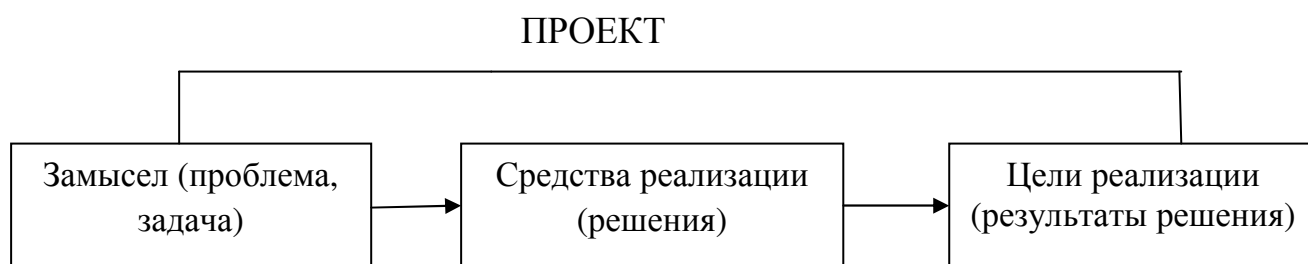 ПРОЕКТ
Замысел (проблема,
задача)
Средства реализации
(решения)
Цели реализации
(результаты решения)